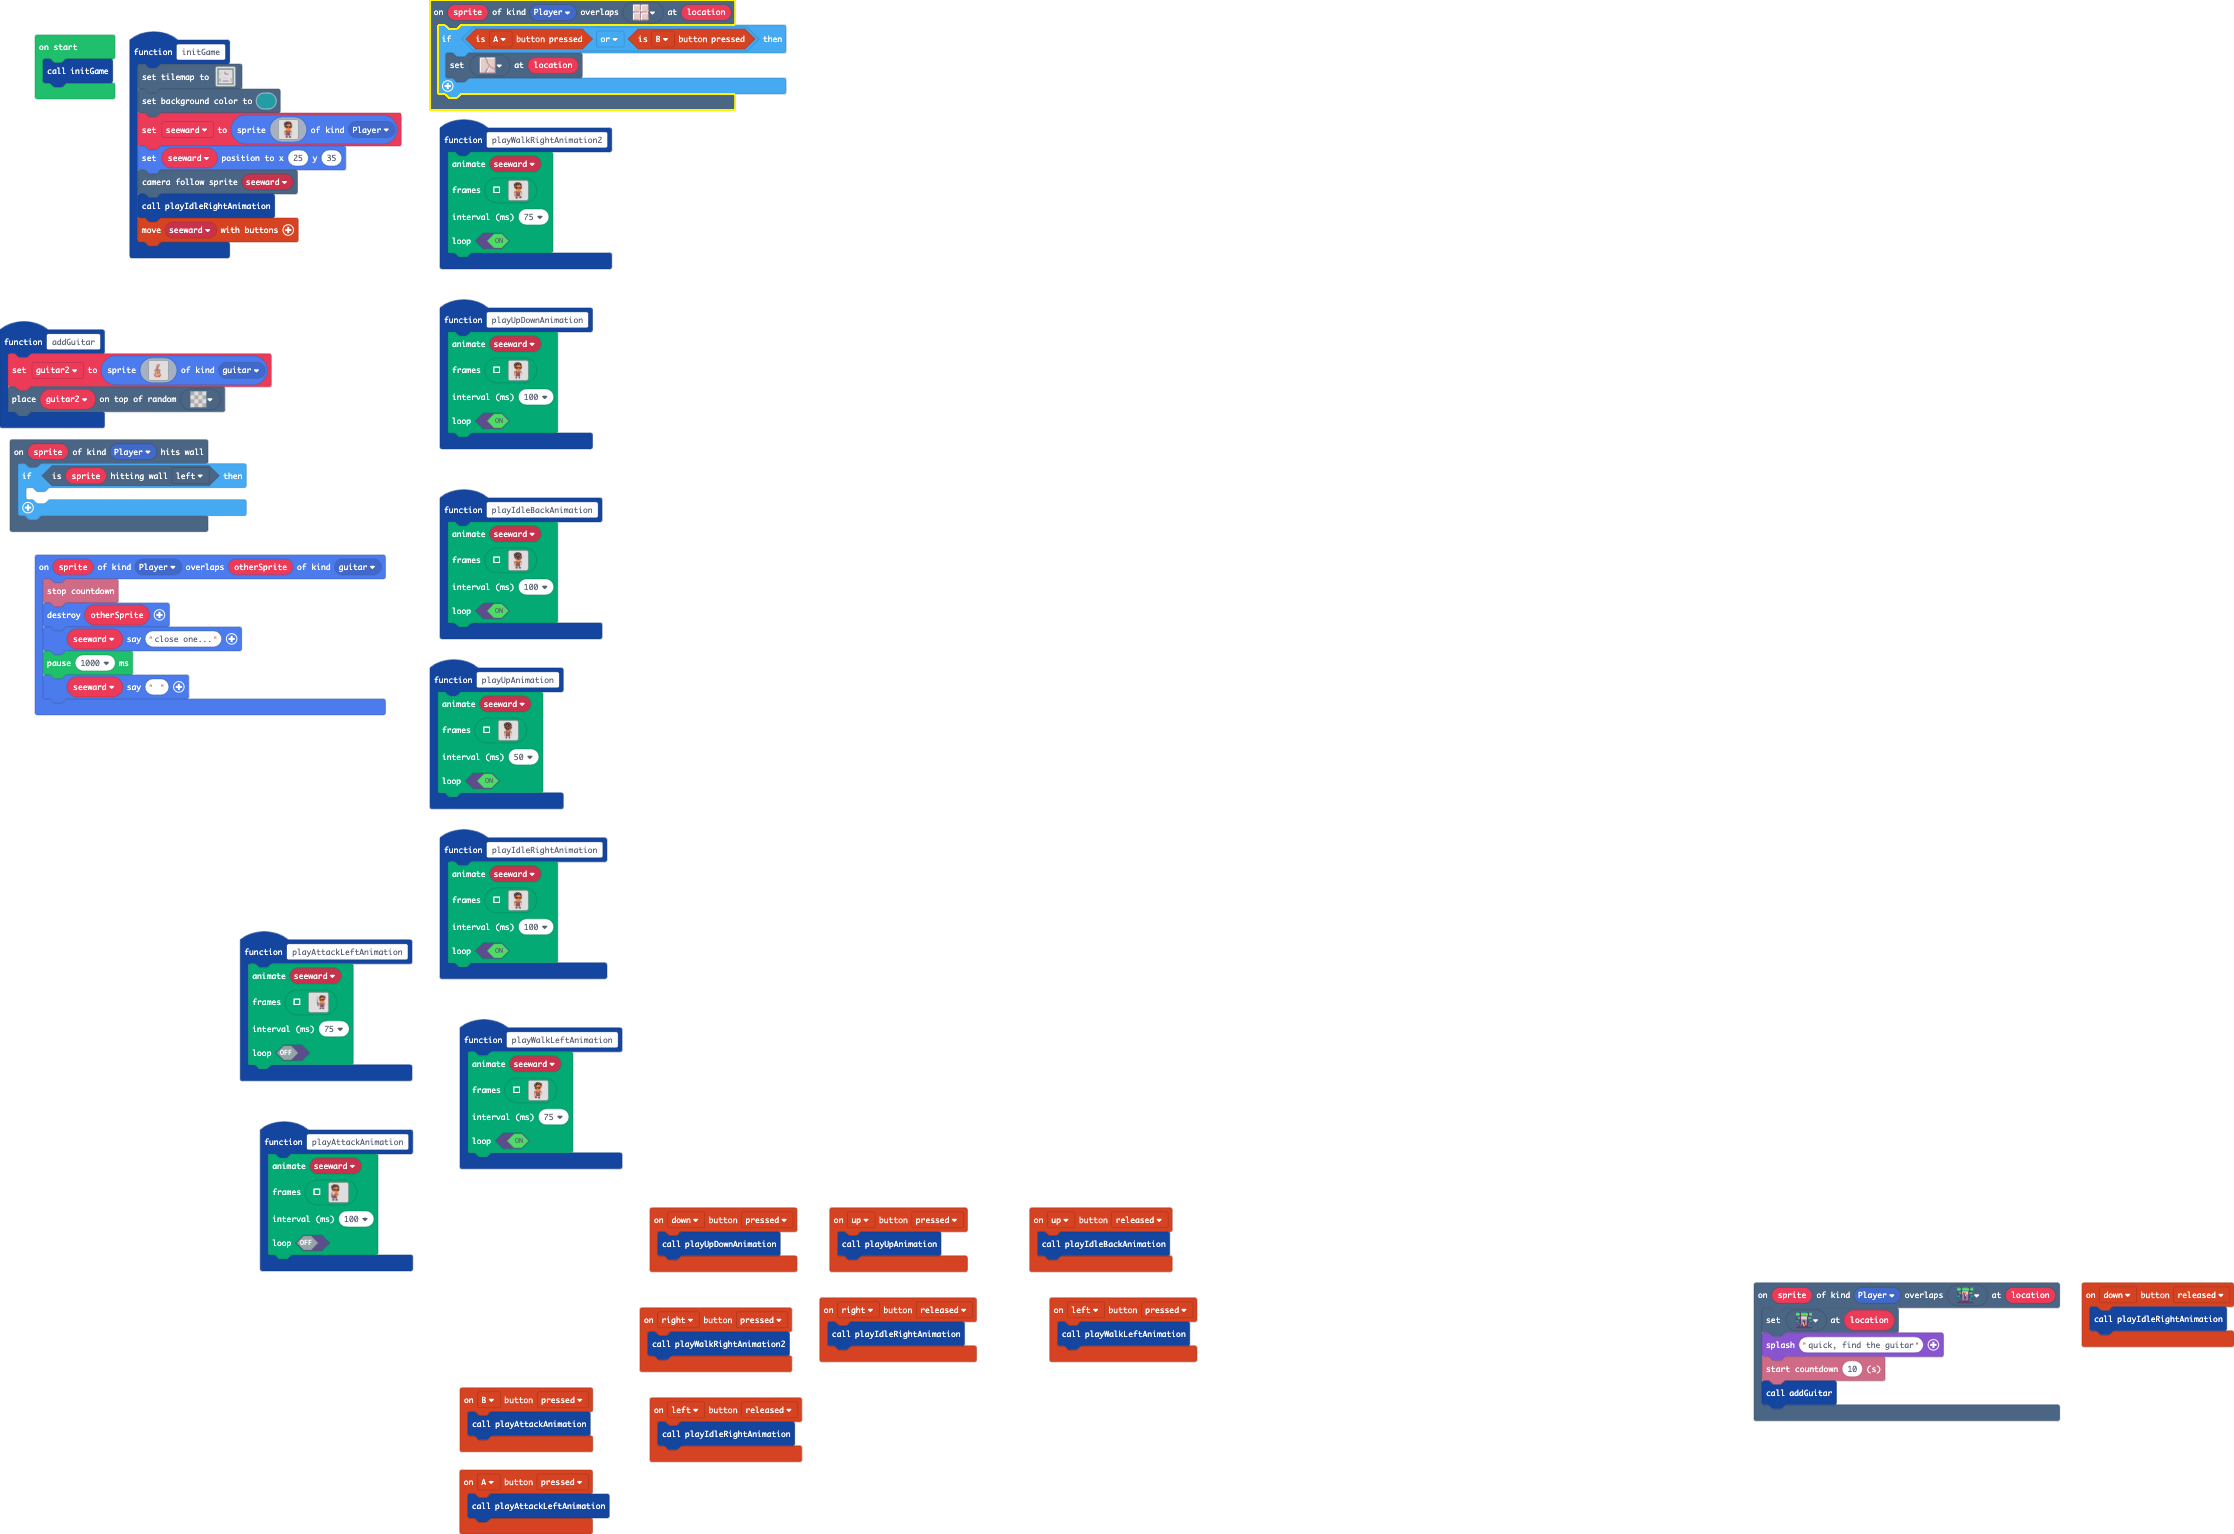 on start
call initGame
function initGame
set tilemap to
set background color to
set seeward to sprite of kind Player
set seeward position to x 25 y 35
camera follow sprite seeward
call playIdleRightAnimation
move seeward with buttons
on sprite of kind Player overlaps at location
if is A button pressed or is B button pressed then
set at location
function playWalkRightAnimation2
animate seeward
frames
interval (ms) 75
loop ON
function playUpDownAnimation
animate seeward
frames
interval (ms) 100
loop ON
function addGuitar
set guitar2 to sprite of kind guitar
place guitar2 on top of random
on sprite of kind Player hits wall
if is sprite hitting wall left then
on sprite of kind Player overlaps otherSprite of kind guitar
stop countdown
destroy otherSprite
seeward say "close one..."
pause 1000 ms
seeward say " "
function playIdleBackAnimation
animate seeward
frames
interval (ms) 100
loop ON
function playUpAnimation
animate seeward
frames
interval (ms) 50
loop ON
function playIdleRightAnimation
animate seeward
frames
interval (ms) 100
loop ON
function playAttackLeftAnimation
animate seeward
frames
interval (ms) 75
loop OFF
function playWalkLeftAnimation
animate seeward
frames
interval (ms) 75
loop ON
function playAttackAnimation
animate seeward
frames
interval (ms) 100
loop OFF
on down button pressed
call playUpDownAnimation
on up button pressed
call playUpAnimation
on up button released
call playIdleBackAnimation
on right button pressed
call playWalkRightAnimation2
on right button released
call playIdleRightAnimation
on left button pressed
call playWalkLeftAnimation
on B button pressed
call playAttackAnimation
on left button released
call playIdleRightAnimation
on A button pressed
call playAttackLeftAnimation
on sprite of kind Player overlaps at location
set at location
splash "quick, find the guitar"
start countdown 10 (s)
call addGuitar
on down button released
call playIdleRightAnimation